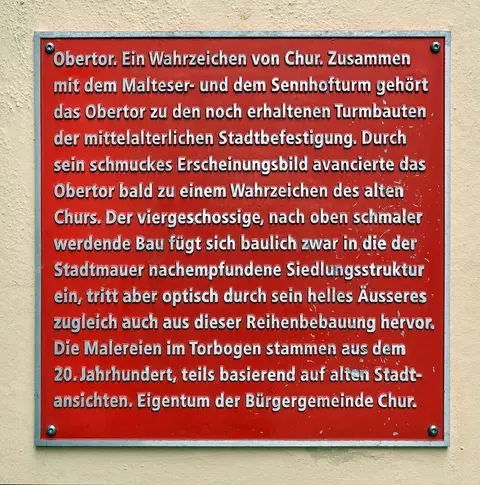 Obertor. Ein Wahrzeichen von Chur. Zusammen
mit dem Malteser- und dem Sennhofturm gehört
das Obertor zu den noch erhaltenen Turmbauten
der mittelalterlichen Stadtbefestigung. Durch
sein schmuckes Erscheinungsbild avancierte das
Obertor bald zu einem Wahrzeichen des alten
Churs. Der viergeschossige, nach oben schmaler
werdende Bau fügt sich baulich zwar in die der
Stadtmauer nachempfundene Siedlungsstruktur
ein, tritt aber optisch durch sein helles Äusseres
zugleich auch aus dieser Reihenbebauung hervor.
Die Malereien im Torbogen stammen aus dem
20. Jahrhundert, teils basierend auf alten Stadt-
ansichten. Eigentum der Bürgergemeinde Chur.